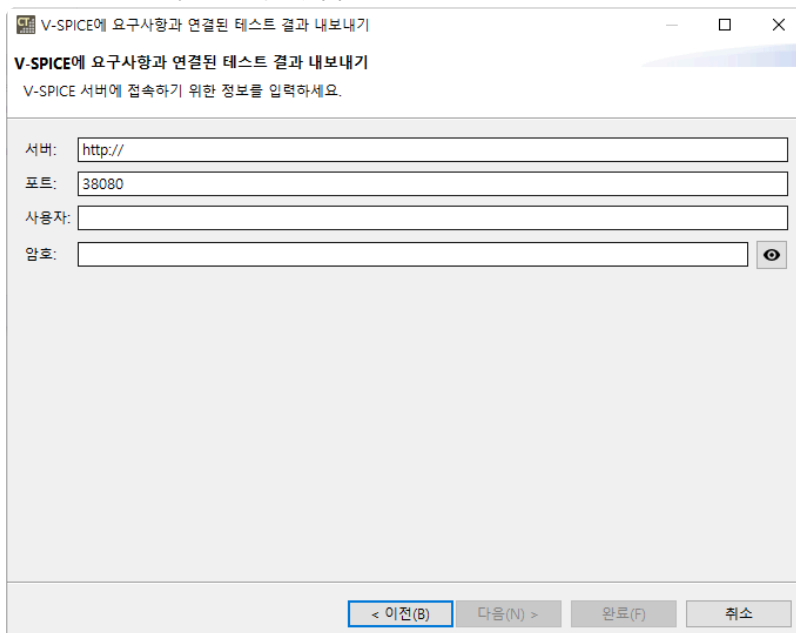 V-SPICE에 요구사항과 연결된 테스트 결과 내보내기
V-SPICE에 요구사항과 연결된 테스트 결과 내보내기
V-SPICE 서버에 접속하기 위한 정보를 입력하세요.
서버: http://
포트: 38080
사용자:
암호:
< 이전(B) 다음(N) > 완료(F) 취소